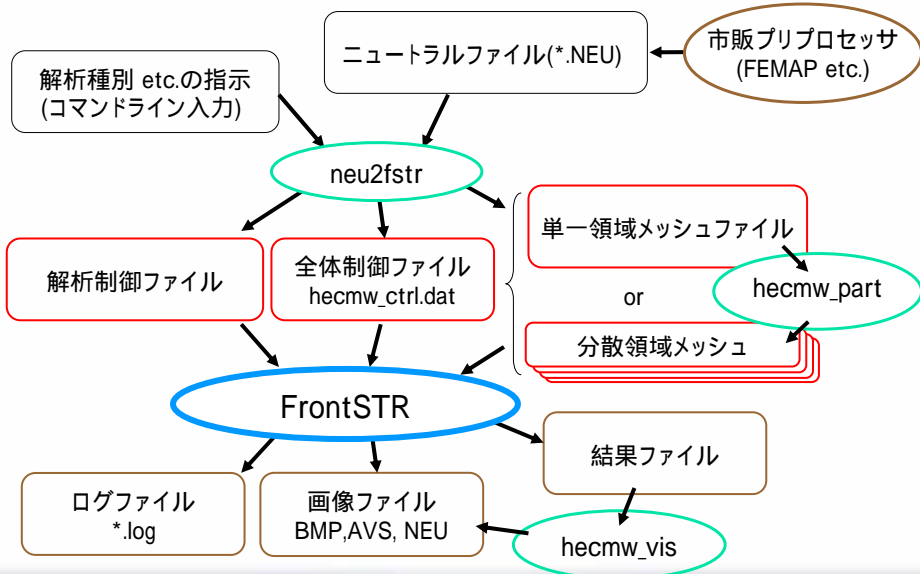 市販プリプロセッサ
(FEMAP etc.)
ニュートラルファイル(*.NEU)
解析種別 etc.の指示
(コマンドライン入力)
neu2fstr
単一領域メッシュファイル
解析制御ファイル
全体制御ファイル
hecmw_ctrl.dat
or
hecmw_part
分散領域メッシュ
FrontSTR
結果ファイル
ログファイル
*.log
画像ファイル
BMP,AVS, NEU
hecmw_vis